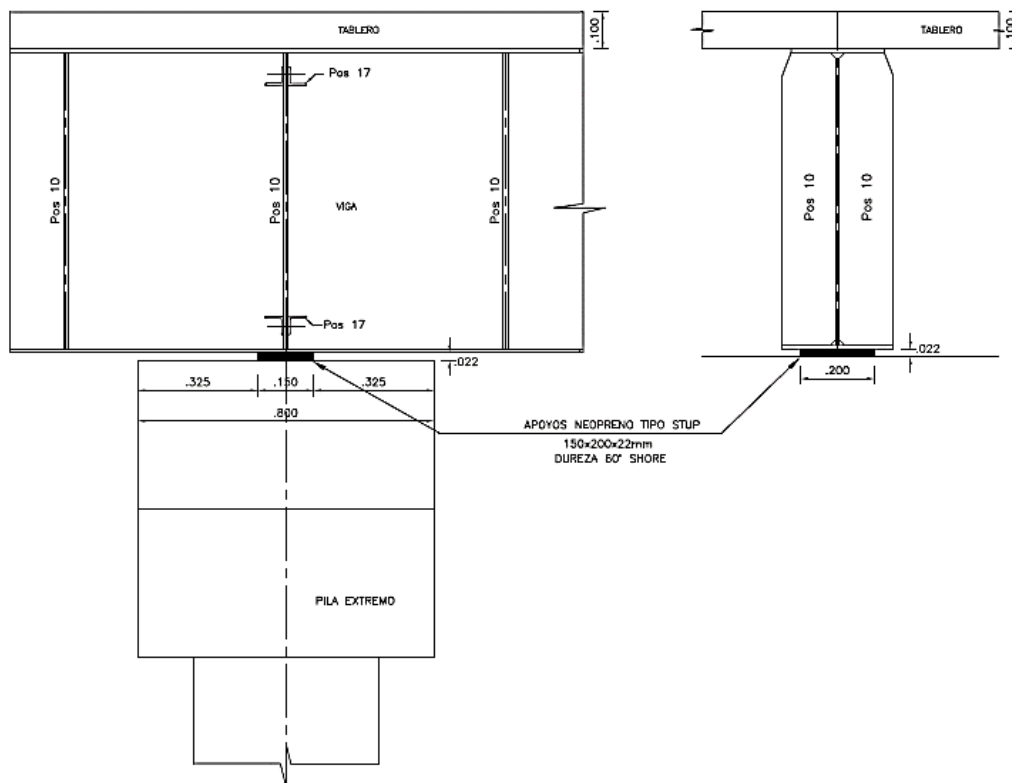 TABLERO
.100
Pos 17
Pos 10
Pos 10
VIGA
Pos 10
Pos 17
.022
.325
.150
.325
.800
PILA EXTREMO
APOYOS NEOPRENO TIPO STUP
150x200x22mm
DUREZA 60° SHORE
TABLERO
.100
Pos 10
Pos 10
.022
.200